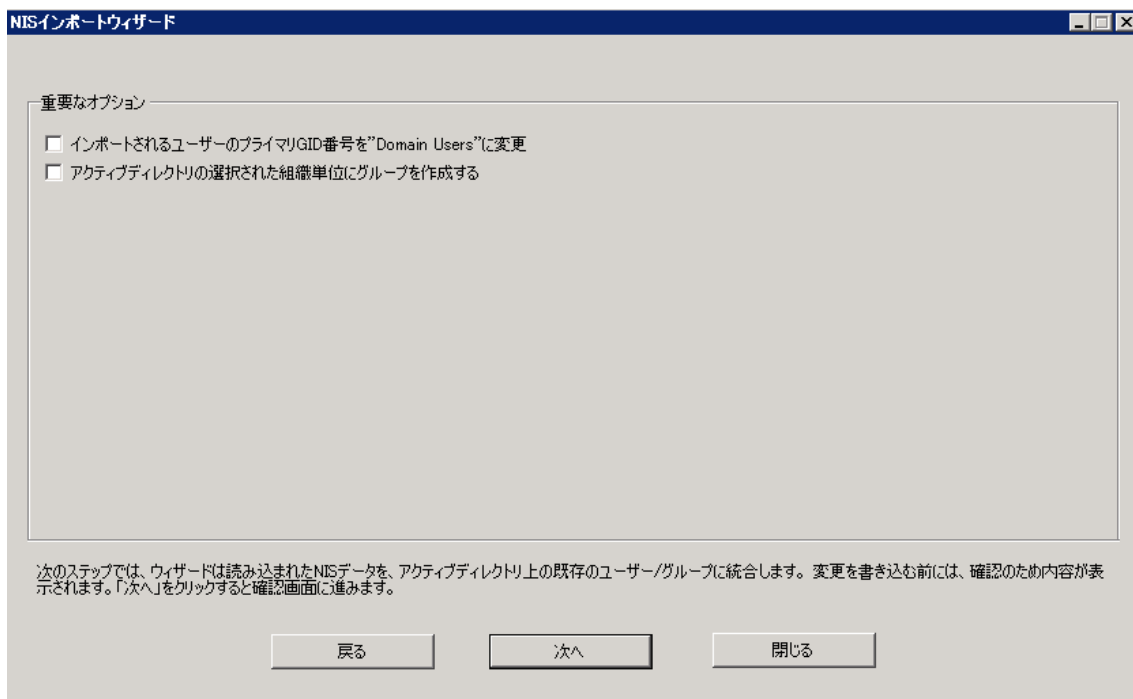 NISインポートウィザード
重要なオプション
インポートされるユーザーのプライマリGID番号を"Domain Users"に変更
アクティブディレクトリの選択された組織単位にグループを作成する
次のステップでは、ウィザードは読み込まれたNISデータを、アクティブディレクトリ上の既存のユーザー/グループに統合します。変更を書き込む前には、確認のため内容が表
示されます。「次へ」をクリックすると確認画面に進みます。
戻る
次へ
閉じる